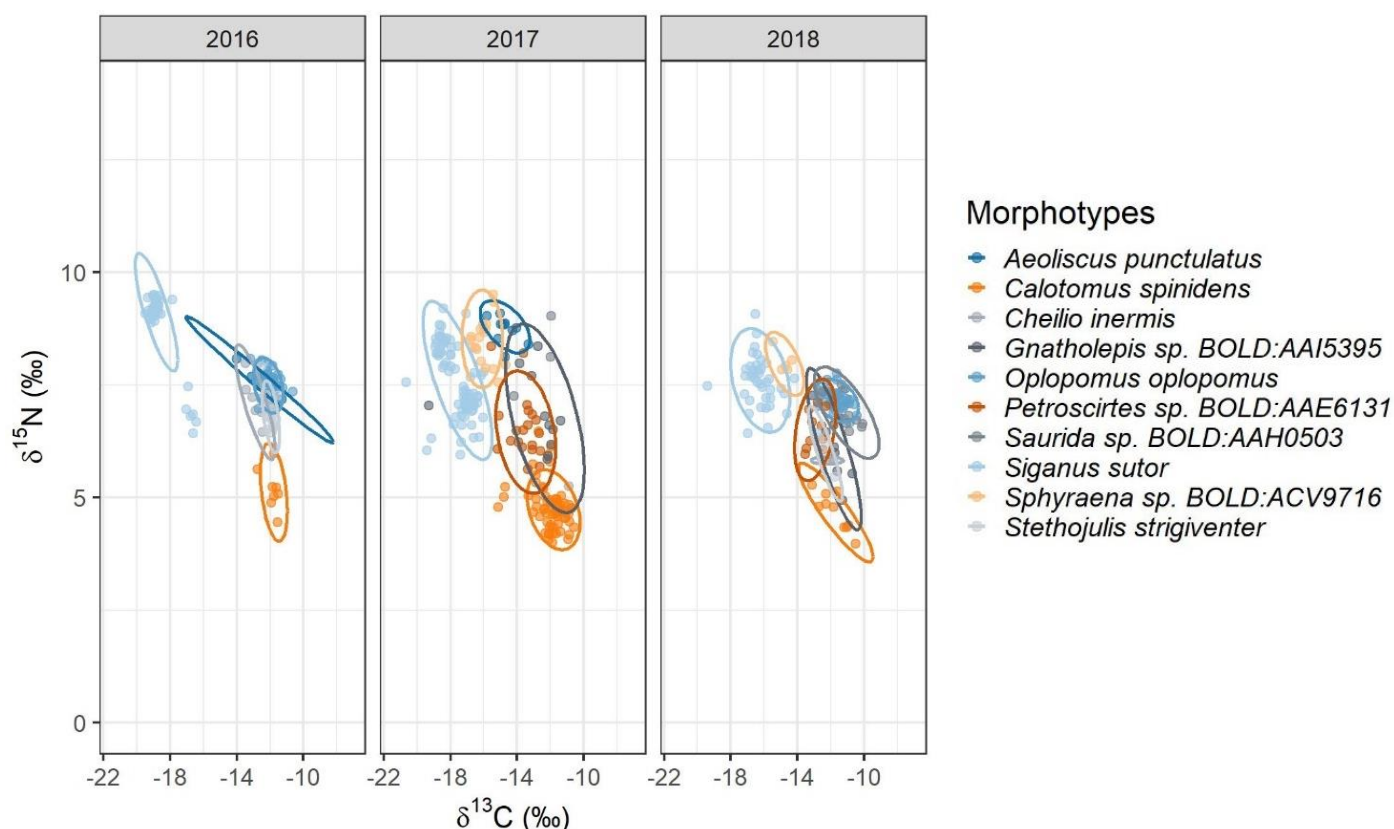 2016
2017
2018
10
5
0
δ15N (‰)
-22 -18 -14 -10
-22 -18 -14 -10
-22 -18 -14 -10
δ13C (‰)
Morphotypes
Aeoliscus punctulatus
Calotomus spinidens
Cheilio inermis
Gnatholepis sp. BOLD:AAI5395
Oplopomus oplopomus
Petroscirtes sp. BOLD:AAE6131
Saurida sp. BOLD:AAH0503
Siganus sutor
Sphyraena sp. BOLD:ACV9716
Stethojulis strigiventer